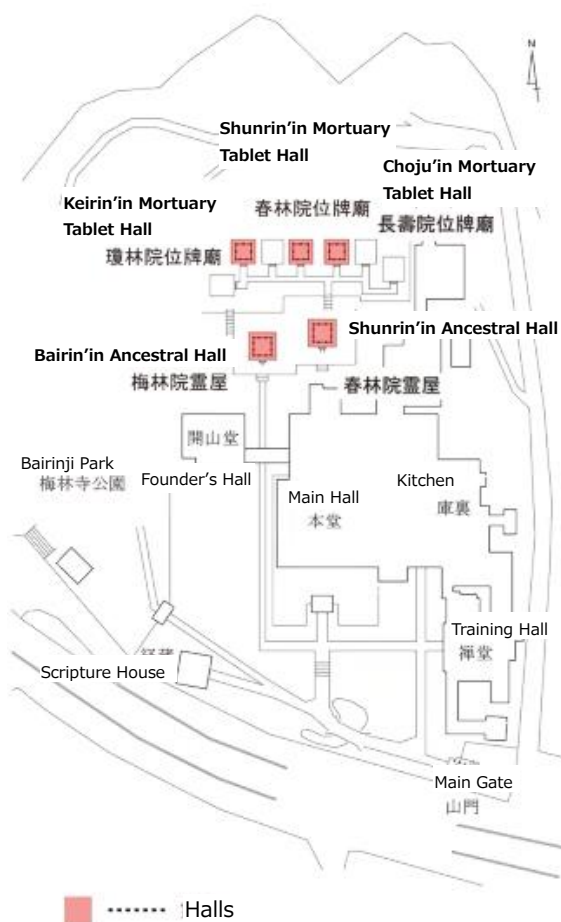 N
Shunrin’in Mortuary
Tablet Hall
春林院位牌廟
Choju’in Mortuary
Tablet Hall
長壽院位牌廟
Keirin’in Mortuary
Tablet Hall
瓊林院位牌廟
Shunrin’in Ancestral Hall
春林院霊屋
Bairin’in Ancestral Hall
梅林院霊屋
開山堂
Founder’s Hall
Bairinji Park
梅林寺公園
Main Hall
本堂
Kitchen
庫裏
Training Hall
禅堂
Scripture House
Main Gate
山門
Halls